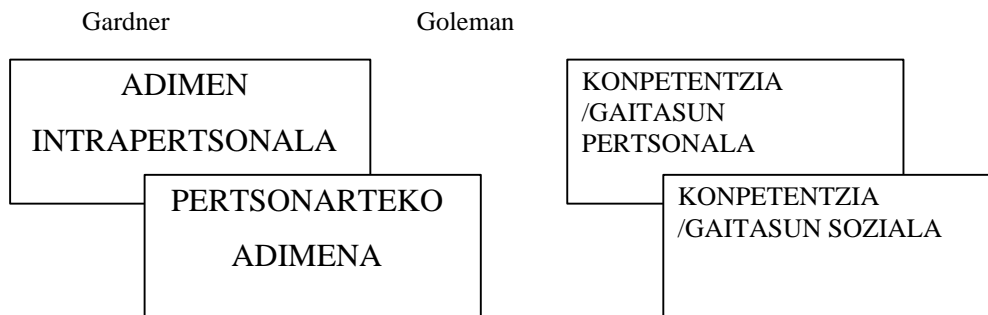 Gardner Goleman
ADIMEN
INTRAPERTSONALA
PERTSONARTEKO
ADIMENA
KONPETENTZIA
/GAITASUN
PERTSONALA
KONPETENTZIA
/GAITASUN SOZIALA